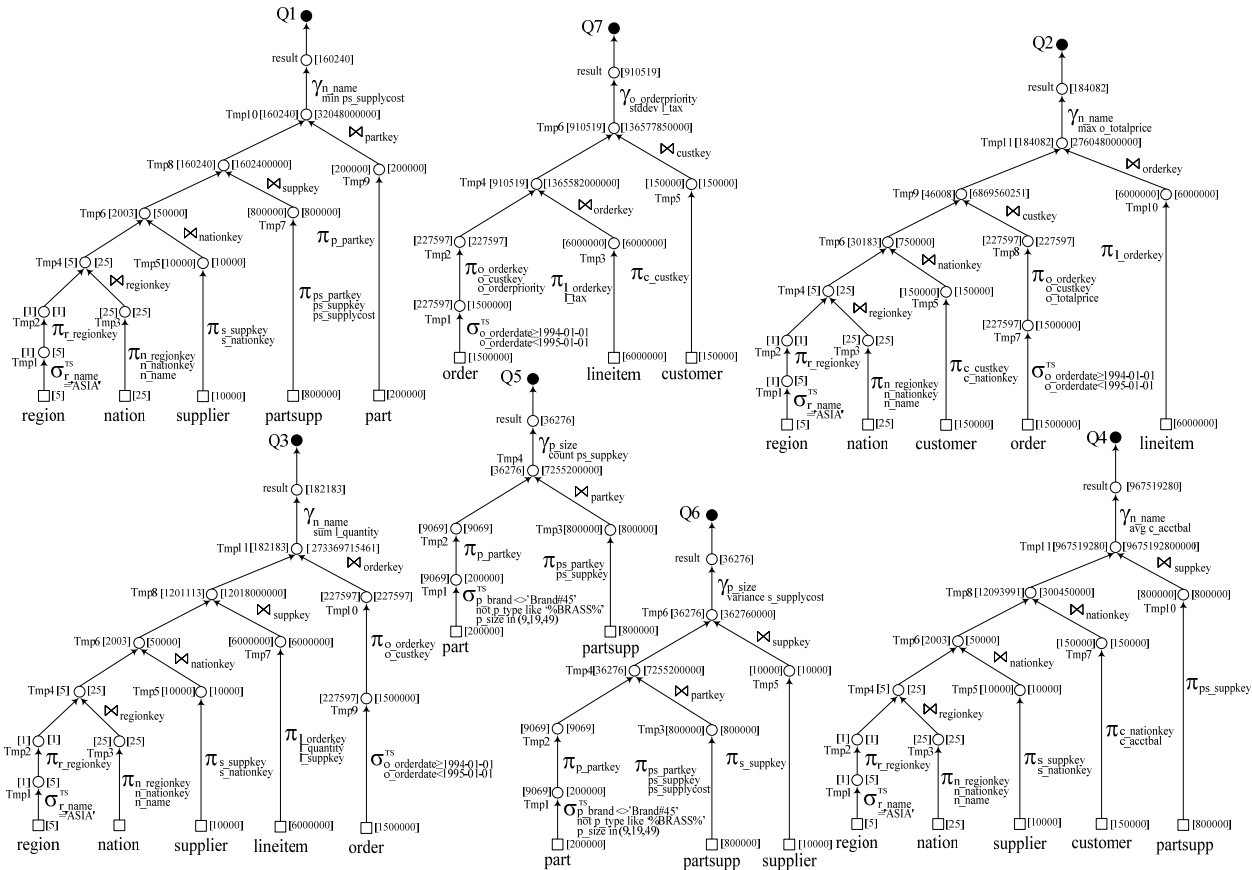 Q1
result [160240]
γ n_name
min ps_supplycost
Tmp10 [160240] [32048000000]
⋈ partkey
Tmp8 [160240] [1602400000]
[200000] [200000]
Tmp9
⋈ suppkey
Tmp6 [2003] [50000]
[800000] [800000]
Tmp7
⋈ nationkey
π p_partkey
Tmp4 [5] [25]
Tmp5 [10000] [10000]
⋈ regionkey
[1] [1]
Tmp2
[25] [25]
Tmp3
π r_regionkey
π s_suppkey
s_nationkey
π ps_partkey
ps_suppkey
ps_supplycost
[1] [5]
Tmp1
π n_regionkey
n_nationkey
n_name
σ TS r_name
='ASIA'
[5] [25] [10000] [800000] [200000]
region nation supplier partsupp part
Q7
result [910519]
γ o_orderpriority
stddev l_tax
Tmp6 [910519] [136577850000]
⋈ custkey
Tmp4 [910519] [1365582000000]
[150000] [150000]
Tmp5
⋈ orderkey
[227597] [227597]
Tmp2
[6000000] [6000000]
Tmp3
π o_orderkey
o_custkey
o_orderpriority
π l_orderkey
l_tax
π c_custkey
[227597] [1500000]
Tmp1
σ TS o_orderdate≥1994-01-01
o_orderdate<1995-01-01
[1500000] [6000000] [150000]
order lineitem customer
Q2
result [184082]
γ n_name
max o_totalprice
Tmp11 [184082] [276048000000]
⋈ orderkey
Tmp9 [46008] [686956251]
[6000000] [6000000]
Tmp10
⋈ custkey
Tmp6 [30183] [750000]
[227597] [227597]
Tmp8
⋈ nationkey
π l_orderkey
Tmp4 [5] [25]
[150000] [150000]
Tmp5
π o_orderkey
o_custkey
o_totalprice
⋈ regionkey
[1] [1]
Tmp2
[25] [25]
Tmp3
[227597] [1500000]
Tmp7
π r_regionkey
π c_custkey
c_nationkey
[1] [5]
Tmp1
π n_regionkey
n_nationkey
n_name
σ TS o_orderdate≥1994-01-01
o_orderdate<1995-01-01
σ TS r_name
='ASIA'
[5] [25] [150000] [1500000] [6000000]
region nation customer order lineitem
Q5
result [36276]
γ p_size
count ps_suppkey
Tmp4
[36276] [7255200000]
⋈ partkey
[9069] [9069]
Tmp2
Tmp3 [800000] [800000]
π p_partkey
π ps_partkey
ps_suppkey
[9069] [200000]
Tmp1
σ TS p_brand <>'Brand#45'
not p_type like '%BRASS%'
p_size in (9,19,49)
[200000] [800000]
part partsupp
Q3
result [182183]
γ n_name
sum l_quantity
Tmp11 [182183] [273369715461]
⋈ orderkey
Tmp8 [1201113] [12018000000]
[227597] [227597]
Tmp10
⋈ suppkey
Tmp6 [2003] [50000]
[6000000] [6000000]
Tmp7
π o_orderkey
o_custkey
⋈ nationkey
Tmp4 [5] [25]
Tmp5 [10000] [10000]
[227597] [1500000]
Tmp9
⋈ regionkey
[1] [1]
Tmp2
[25] [25]
Tmp3
π r_regionkey
π s_suppkey
s_nationkey
π l_orderkey
l_quantity
l_suppkey
σ TS o_orderdate≥1994-01-01
o_orderdate<1995-01-01
[1] [5]
Tmp1
π n_regionkey
n_nationkey
n_name
σ TS r_name
='ASIA'
[5] [10000] [6000000] [1500000]
region nation supplier lineitem order
Q6
result [36276]
γ p_size
variance s_supplycost
Tmp6 [36276] [362760000]
⋈ suppkey
Tmp4 [36276] [7255200000]
[10000] [10000]
Tmp5
⋈ partkey
[9069] [9069]
Tmp2
Tmp3 [800000] [800000]
π p_partkey
π ps_partkey
ps_suppkey
ps_supplycost
π s_suppkey
[9069] [200000]
Tmp1
σ TS p_brand <>'Brand#45'
not p_type like '%BRASS%'
p_size in (9,19,49)
[200000] [800000] [10000]
part partsupp supplier
Q4
result [967519280]
γ n_name
avg c_acctbal
Tmp11 [967519280] [9675192800000]
⋈ suppkey
Tmp8 [12093991] [300450000]
[800000] [800000]
Tmp10
⋈ nationkey
Tmp6 [2003] [50000]
[150000] [150000]
Tmp7
⋈ nationkey
Tmp4 [5] [25]
Tmp5 [10000] [10000]
π ps_suppkey
⋈ regionkey
[1] [1]
Tmp2
[25] [25]
Tmp3
π r_regionkey
π s_suppkey
s_nationkey
π c_nationkey
c_acctbal
[1] [5]
Tmp1
π n_regionkey
n_nationkey
n_name
σ TS r_name
='ASIA'
[5] [25] [10000] [150000] [800000]
region nation supplier customer partsupp